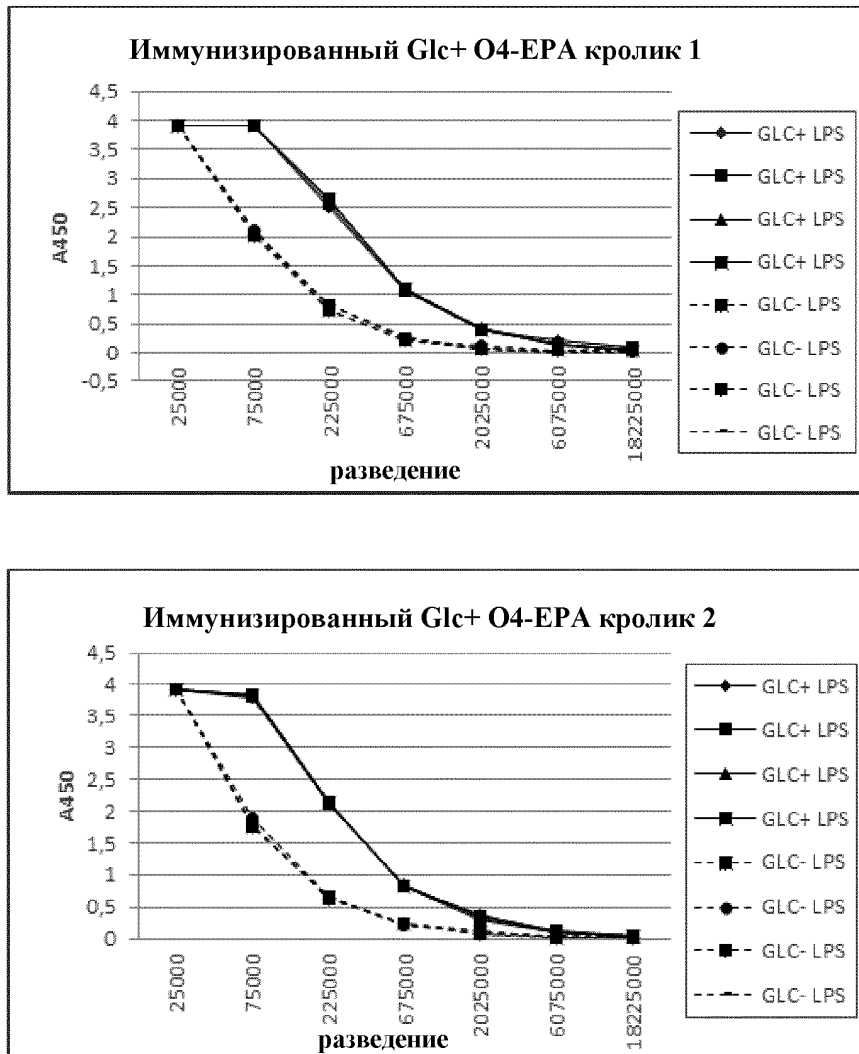 Иммунизированный Glc+ O4-EPA кролик 1
4,5
4
3,5
3
2,5
2
1,5
1
0,5
0
-0,5
A450
25000
75000
225000
675000
2025000
6075000
18225000
разведение
GLC+ LPS
GLC+ LPS
GLC+ LPS
GLC+ LPS
GLC- LPS
GLC- LPS
GLC- LPS
GLC- LPS
Иммунизированный Glc+ O4-EPA кролик 2
4,5
4
3,5
3
2,5
2
1,5
1
0,5
0
A450
25000
75000
225000
675000
2025000
6075000
18225000
разведение
GLC+ LPS
GLC+ LPS
GLC+ LPS
GLC+ LPS
GLC- LPS
GLC- LPS
GLC- LPS
GLC- LPS